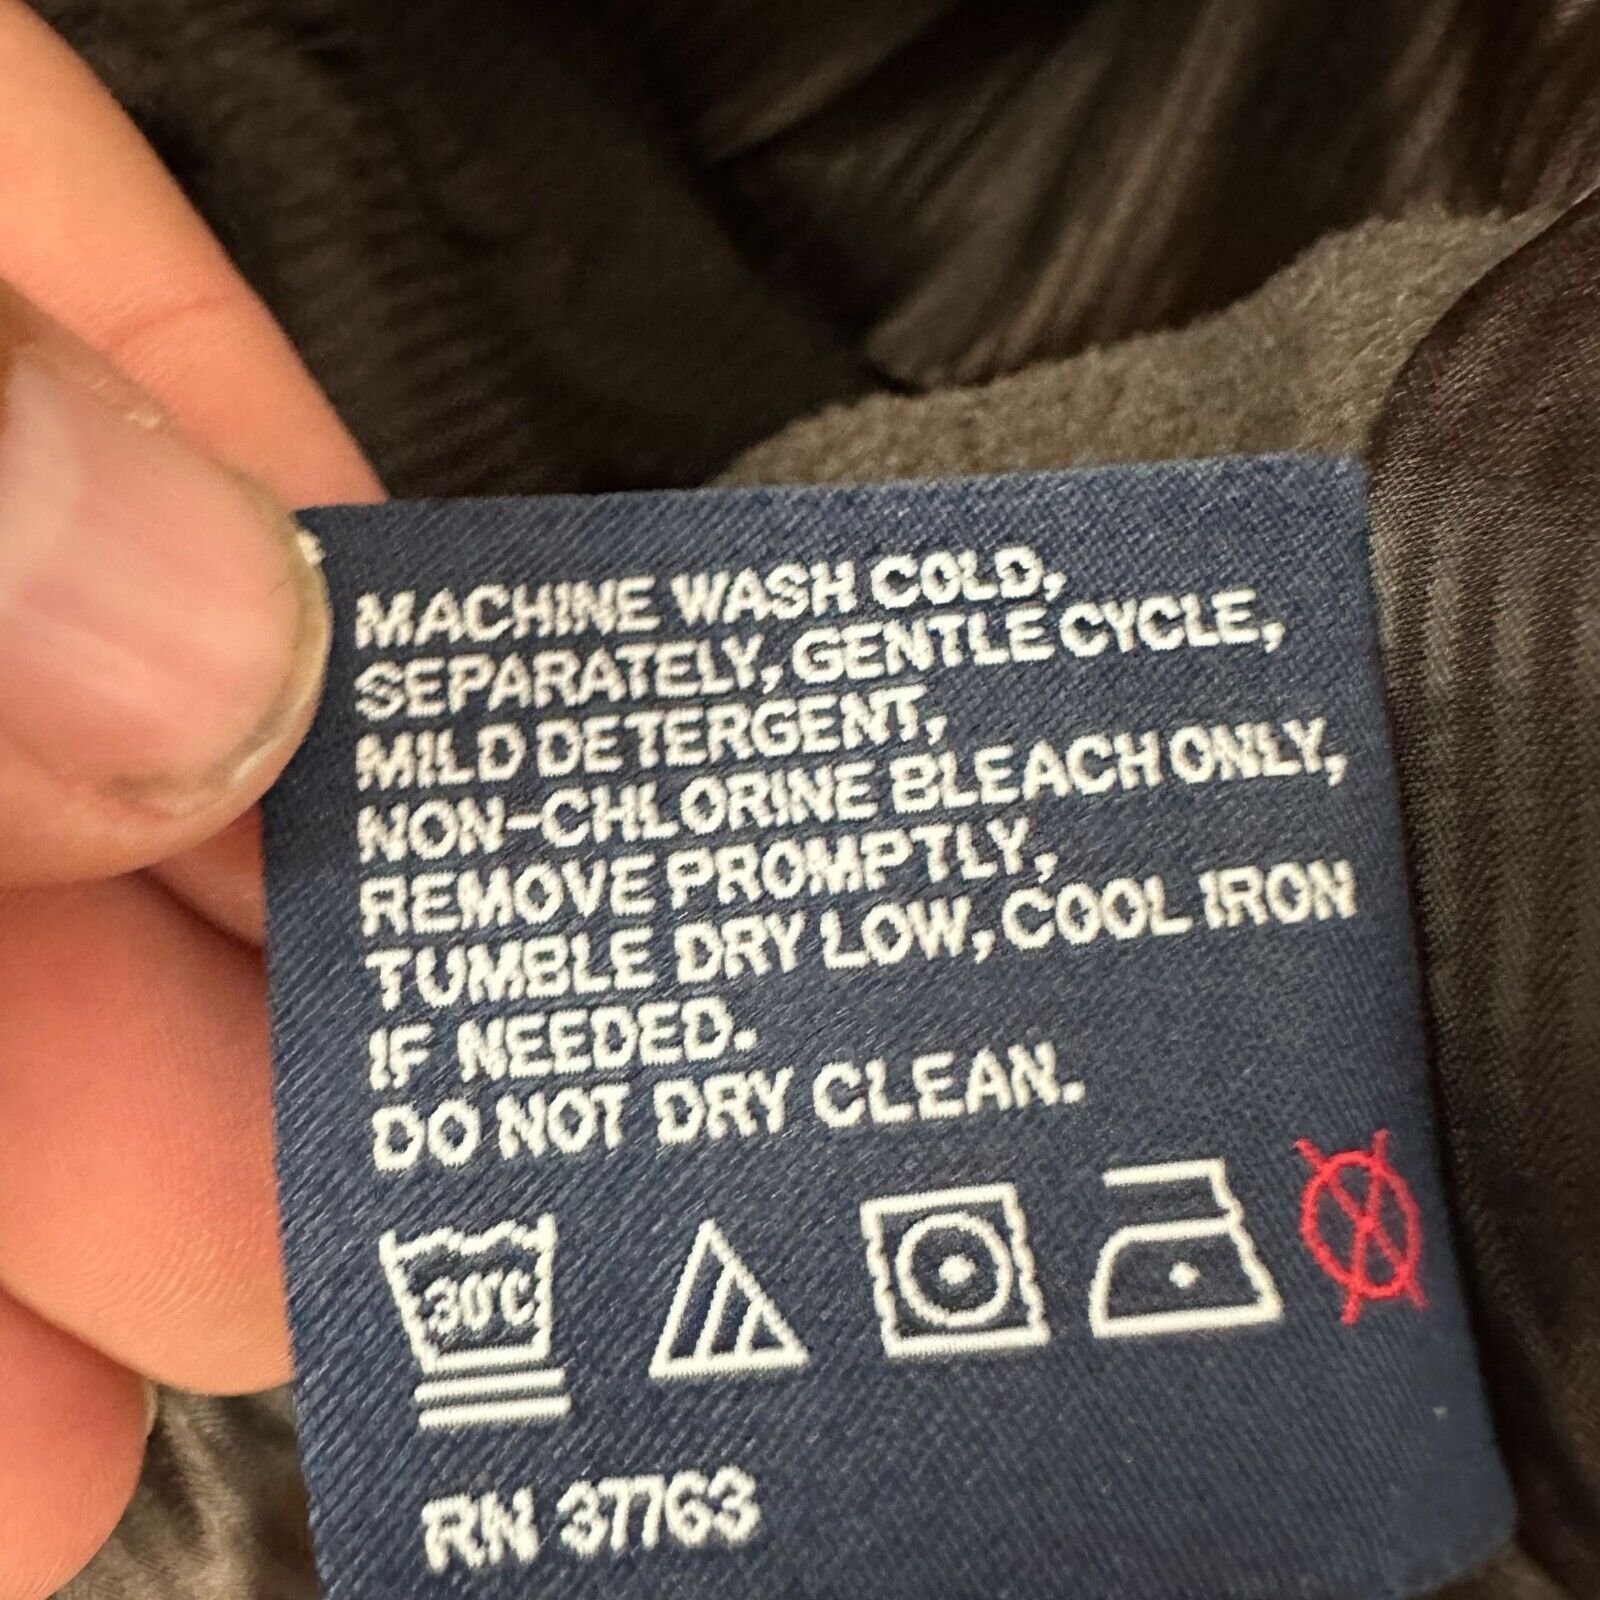 MACHINE WASH COLD,
SEPARATELY, GENTLE CYCLE,
MILD DETERGENT,
NON-CHLORINE BLEACH ONLY,
REMOVE PROMPTLY,
TUMBLE DRY LOW, COOL IRON
IF NEEDED.
DO NOT DRY CLEAN.
30°C
RN 37763